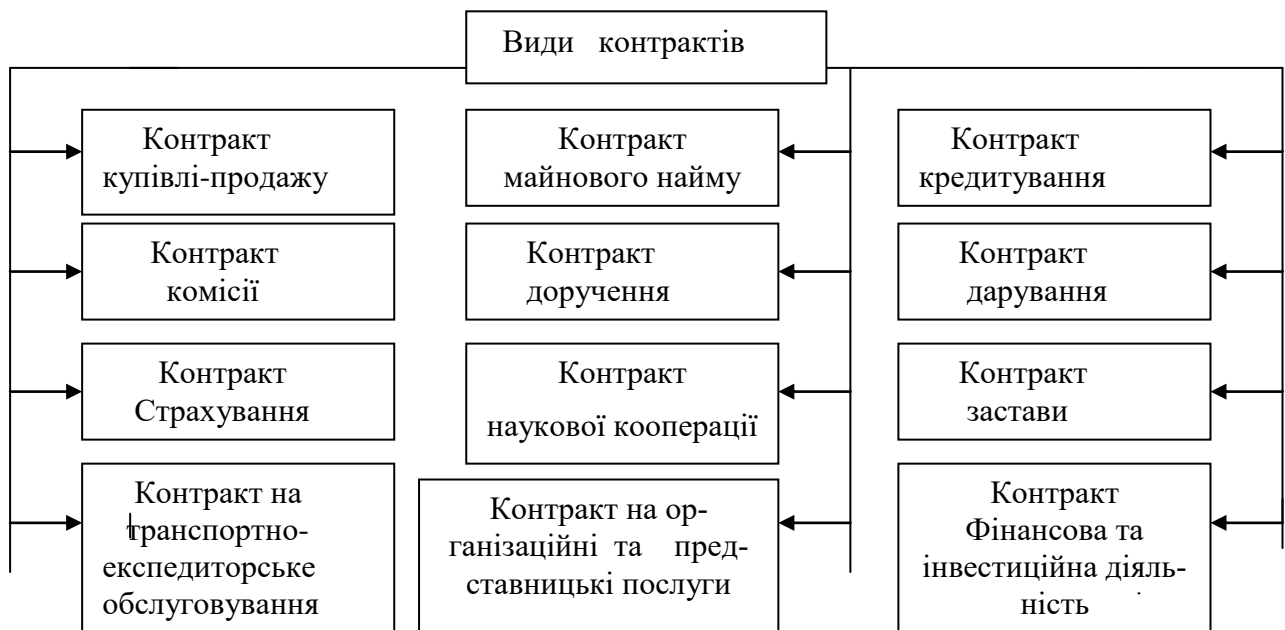 Види контрактів
Контракт
купівлі-продажу
Контракт
майнового найму
Контракт
кредитування
Контракт
комісії
Контракт
доручення
Контракт
дарування
Контракт
Страхування
Контракт
наукової кооперації
Контракт
застави
Контракт на
транспортно-
експедиторське
обслуговування
Контракт на ор-
ганізаційні та пред-
ставницькі послуги
Контракт
Фінансова та
інвестиційна діяль-
ність